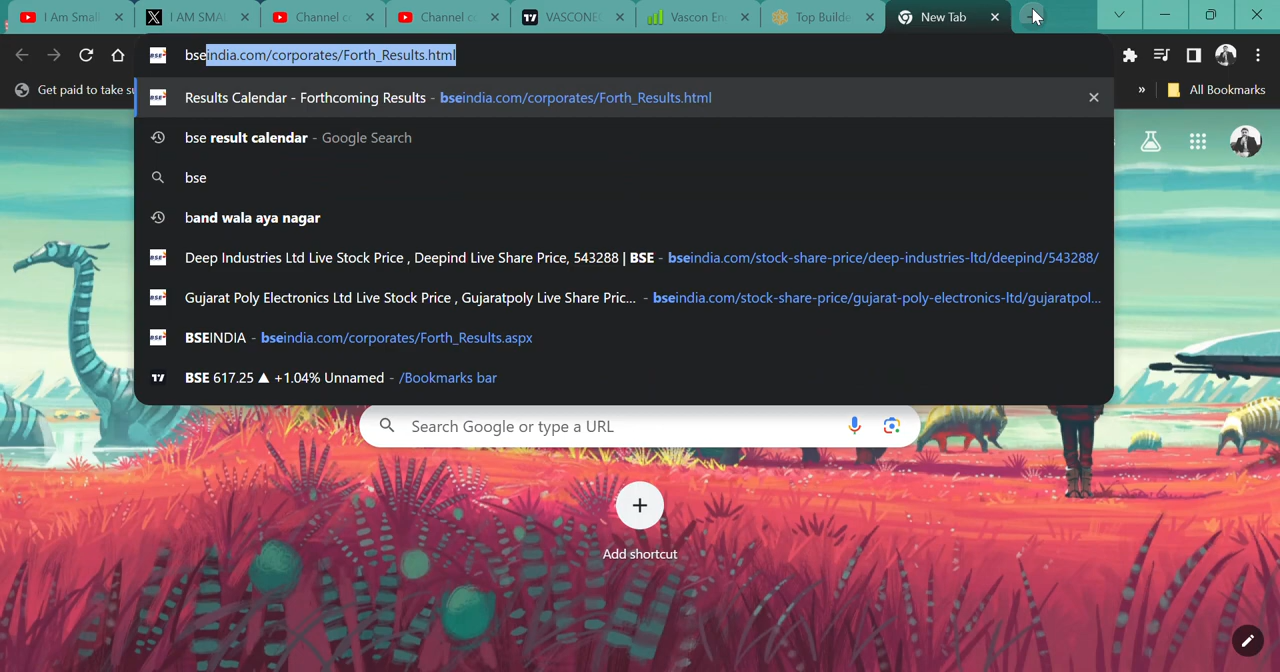 I Am Small
I AM SMA
Channel c
Channel c
VASCONE
Vascon En
Top Builde
New Tab
bseindia.com/corporates/Forth_Results.html
Get paid to take su
» All Bookmarks
Results Calendar - Forthcoming Results - bseindia.com/corporates/Forth_Results.html
bse result calendar - Google Search
bse
band wala aya nagar
Deep Industries Ltd Live Stock Price , Deepind Live Share Price, 543288 | BSE - bseindia.com/stock-share-price/deep-industries-ltd/deepind/543288/
Gujarat Poly Electronics Ltd Live Stock Price , Gujaratpoly Live Share Pric... - bseindia.com/stock-share-price/gujarat-poly-electronics-ltd/gujaratpol...
BSEINDIA - bseindia.com/corporates/Forth_Results.aspx
BSE 617.25 ▲ +1.04% Unnamed - /Bookmarks bar
Search Google or type a URL
Add shortcut